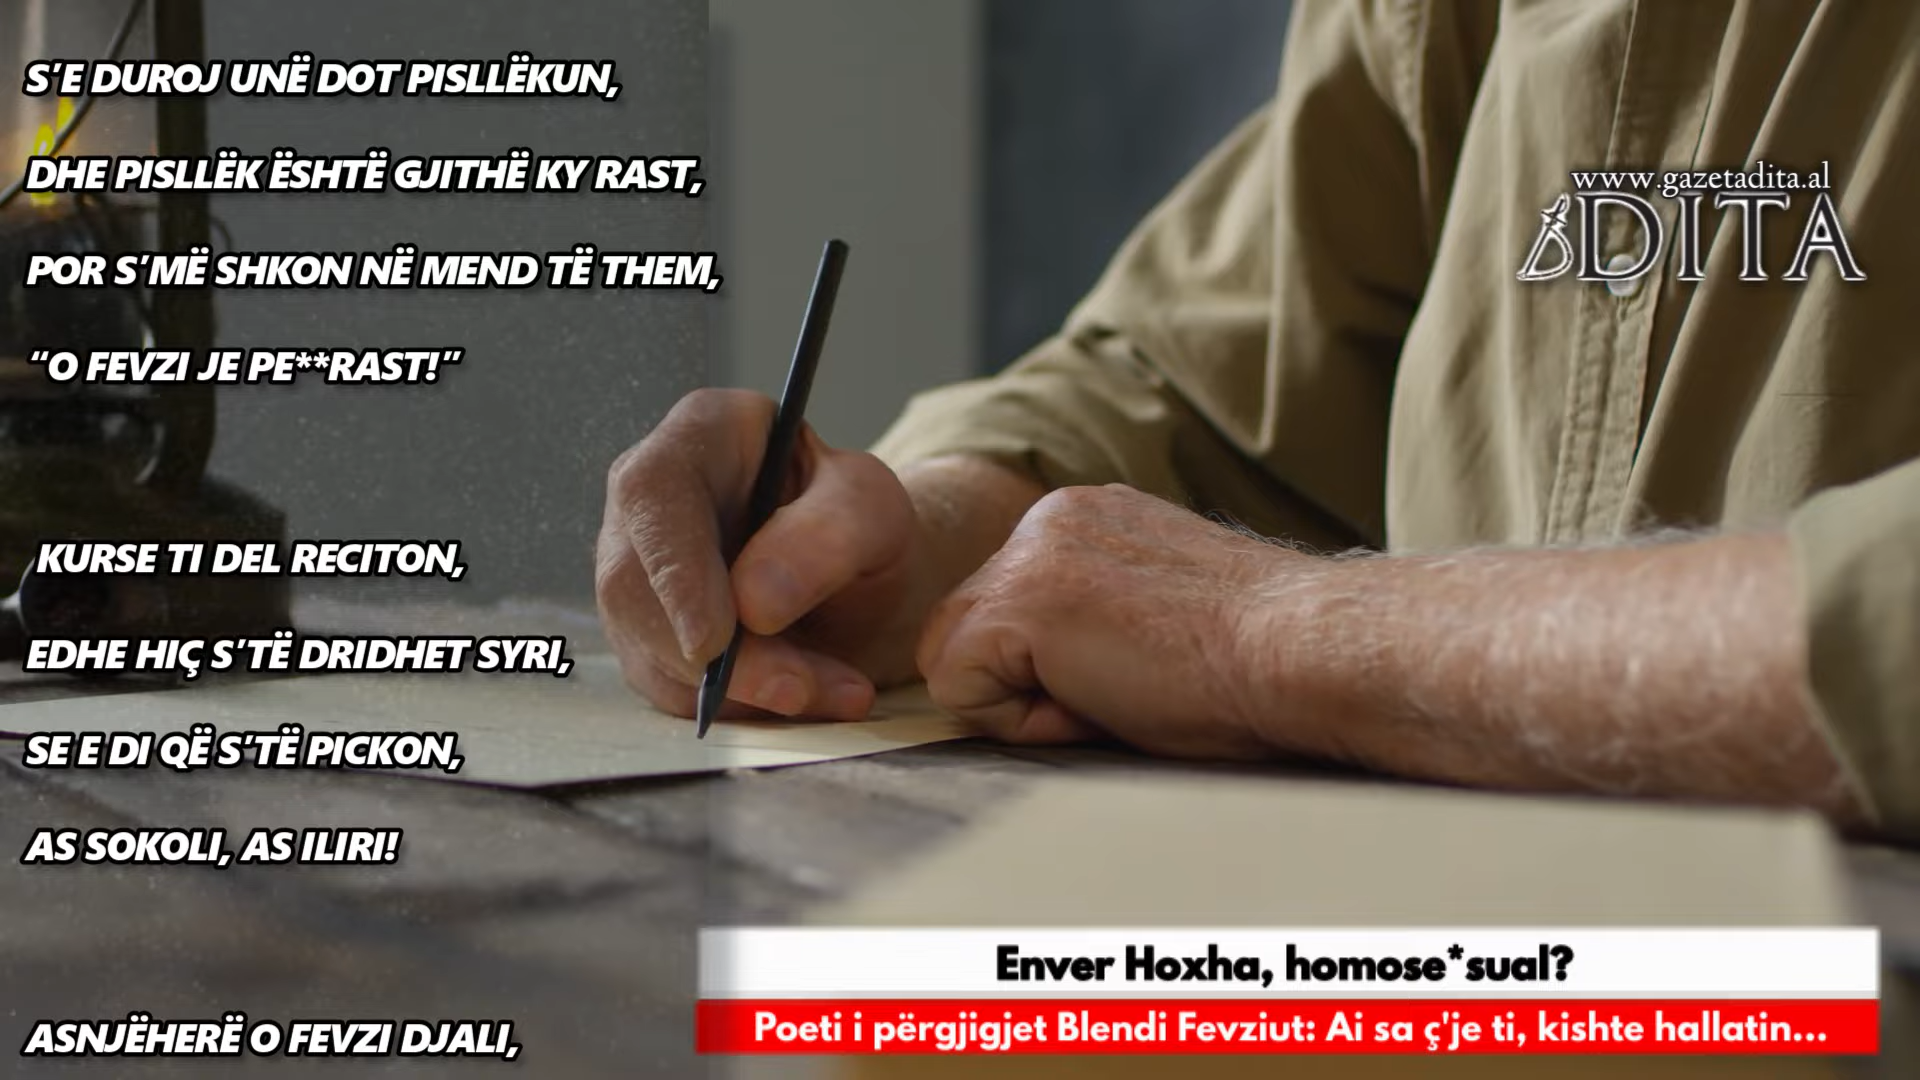 S'E DUROJ UNË DOT PISLLËKUN,
DHE PISLLËK ËSHTË GJITHË KY RAST,
POR S'MË SHKON NË MEND TË THEM,
“O FEVZI JE PE**RAST!”
KURSE TI DEL RECITON,
EDHE HIÇ S'TË DRIDHET SYRI,
SE E DI QË S'TË PICKON,
AS SOKOLI, AS ILIRI!
ASNJËHERË O FEVZI DJALI,
www.gazetadita.al
DITA
Enver Hoxha, homose*sual?
Poeti i përgjigjet Blendi Fevziut: Ai sa ç'je ti, kishte hallatin...